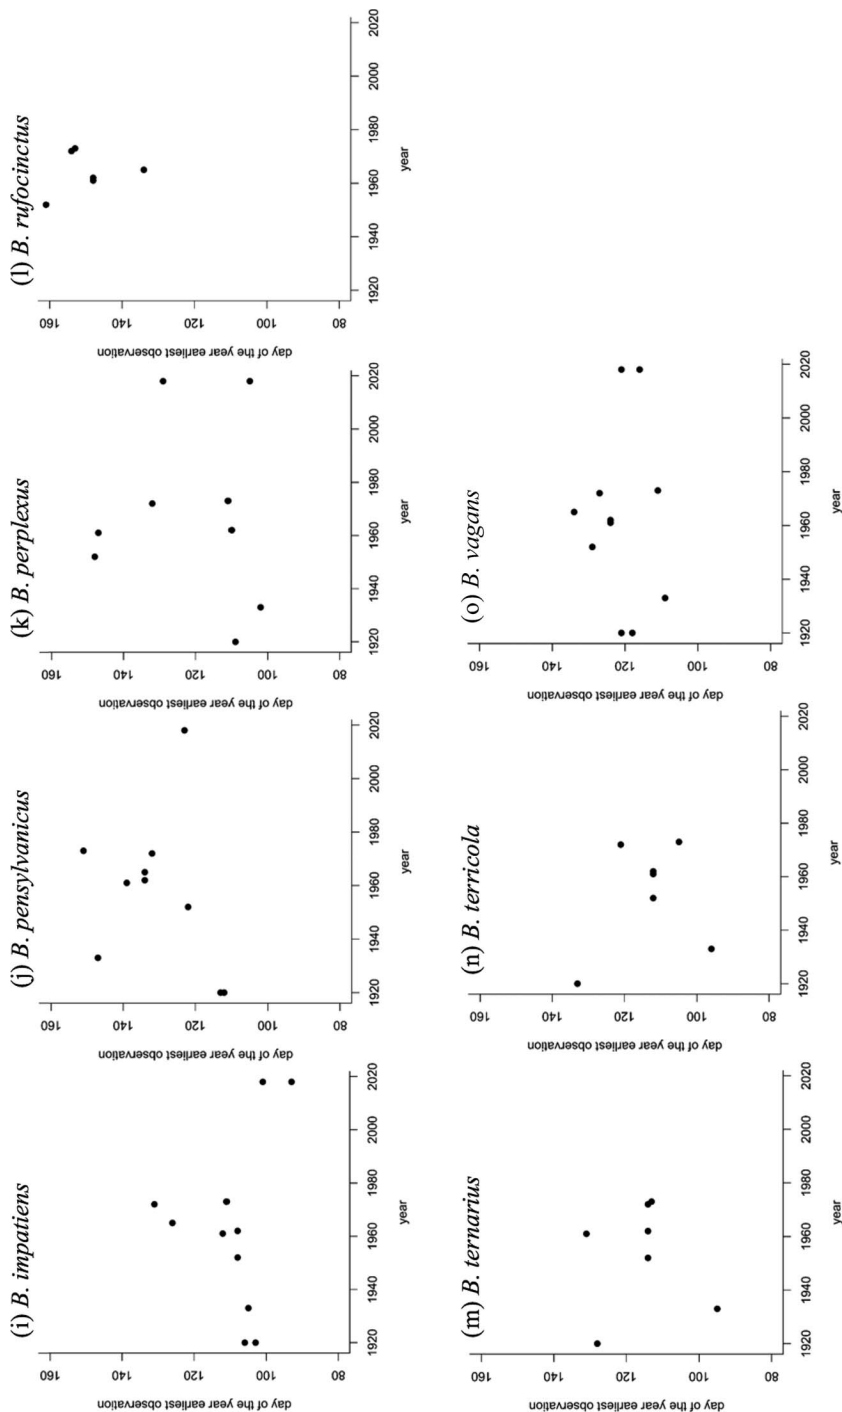 (i) B. impatiens
day of the year earliest observation
160
140
120
100
80
1920 1940 1960 1980 2000 2020
year
(j) B. pensylvanicus
day of the year earliest observation
160
140
120
100
80
1920 1940 1960 1980 2000 2020
year
(k) B. perplexus
day of the year earliest observation
160
140
120
100
80
1920 1940 1960 1980 2000 2020
year
(l) B. rufocinctus
day of the year earliest observation
160
140
120
100
80
1920 1940 1960 1980 2000 2020
year
(m) B. ternarius
day of the year earliest observation
160
140
120
100
80
1920 1940 1960 1980 2000 2020
year
(n) B. terricola
day of the year earliest observation
160
140
120
100
80
1920 1940 1960 1980 2000 2020
year
(o) B. vagans
day of the year earliest observation
160
140
120
100
80
1920 1940 1960 1980 2000 2020
year